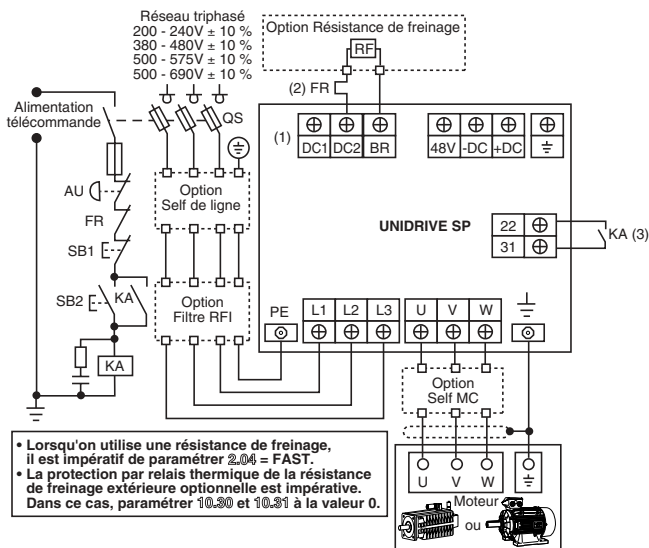 Réseau triphasé
200 - 240V ± 10 %
380 - 480V ± 10 %
500 - 575V ± 10 %
500 - 690V ± 10 %
Option Résistance de freinage
RF
(2) FR
Alimentation
télécommande
QS
(1)
DC1 DC2 BR
48V -DC +DC
AU
FR
SB1
SB2
KA
KA
Option
Self de ligne
Option
Filtre RFI
UNIDRIVE SP
22
31
KA (3)
PE
L1 L2 L3
U V W
Option
Self MC
U V W
Moteur
ou
• Lorsqu'on utilise une résistance de freinage,
il est impératif de paramétrer 2.04 = FAST.
• La protection par relais thermique de la résistance
de freinage extérieure optionnelle est impérative.
Dans ce cas, paramétrer 10.30 et 10.31 à la valeur 0.